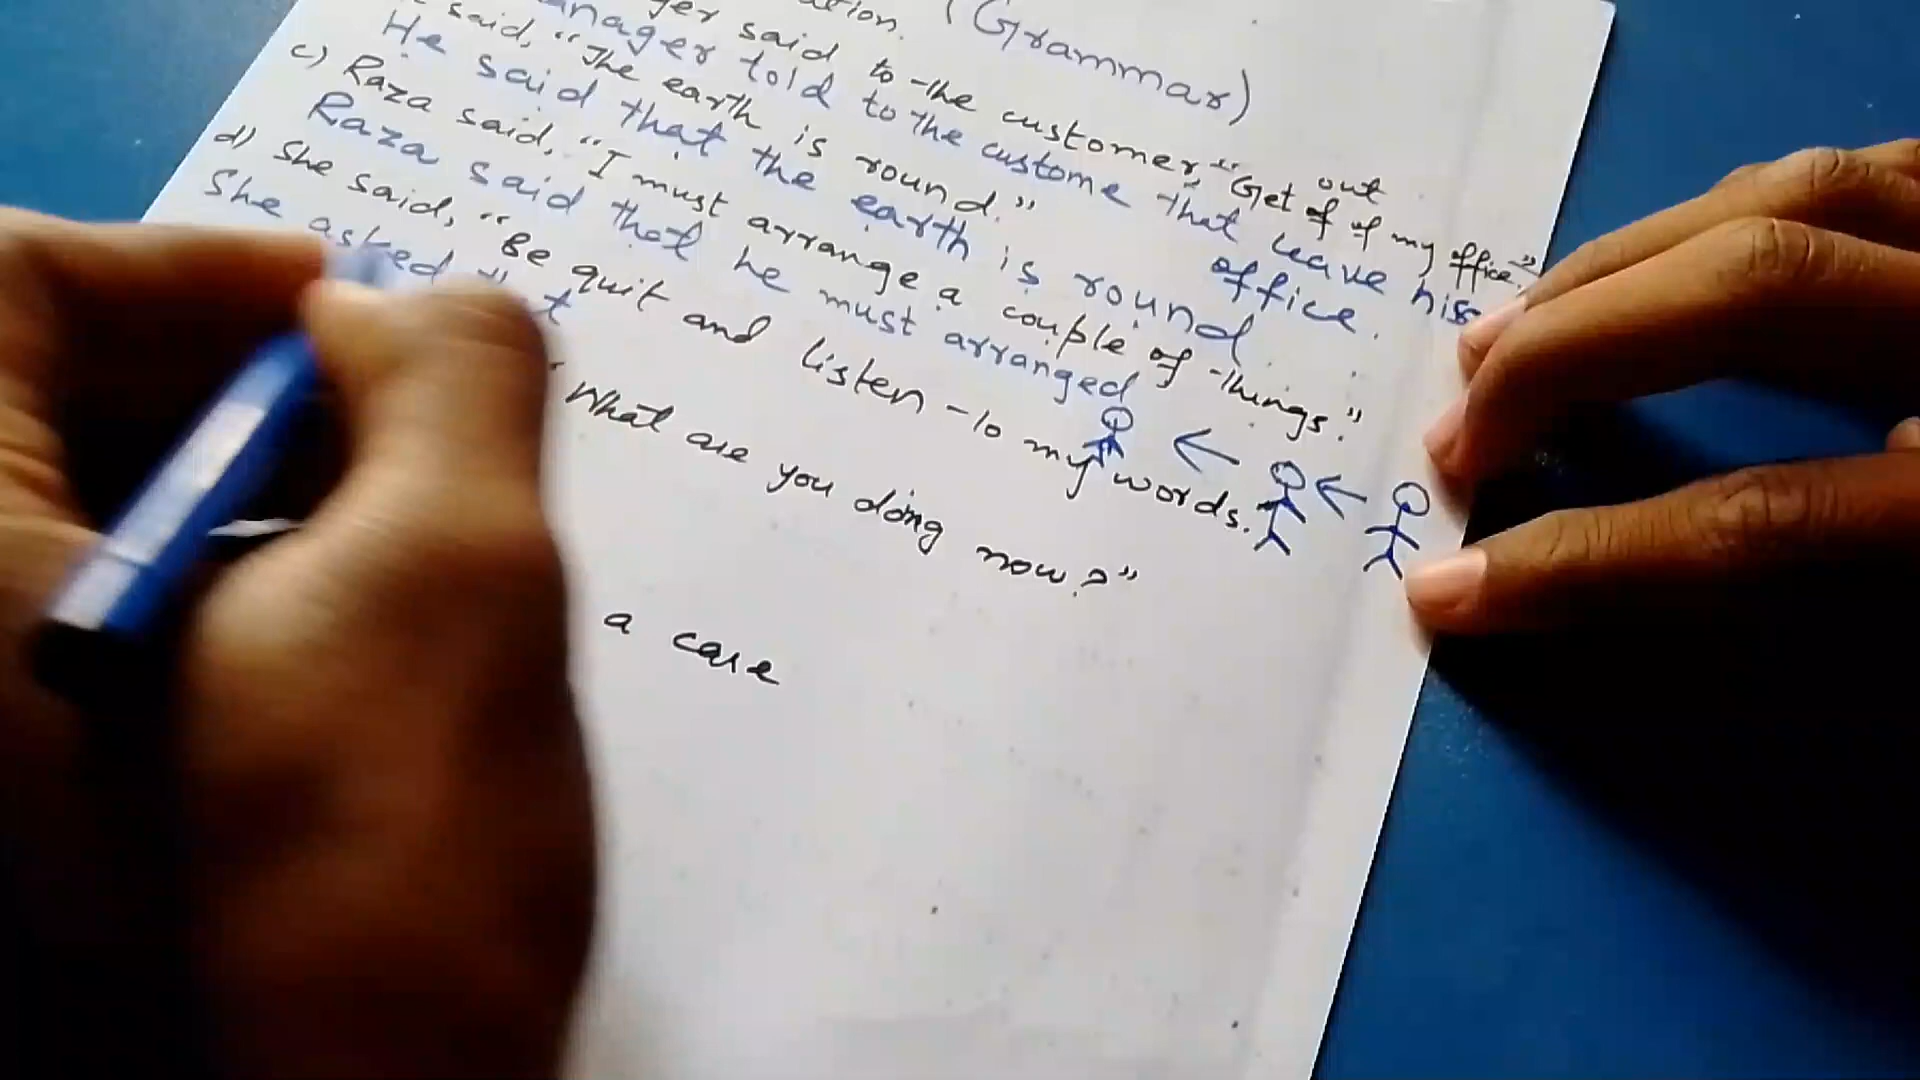 (Grammar)
said to the customer, "Get out of of my office."
told to the custome that leave his office.
said, "The earth is round."
He said that the earth is round.
c) Raza said, "I must arrange a couple of things."
Raza said that he must arranged
d) She said, "Be quit and listen to my words.
She asked that
"What are you doing now?"
a case